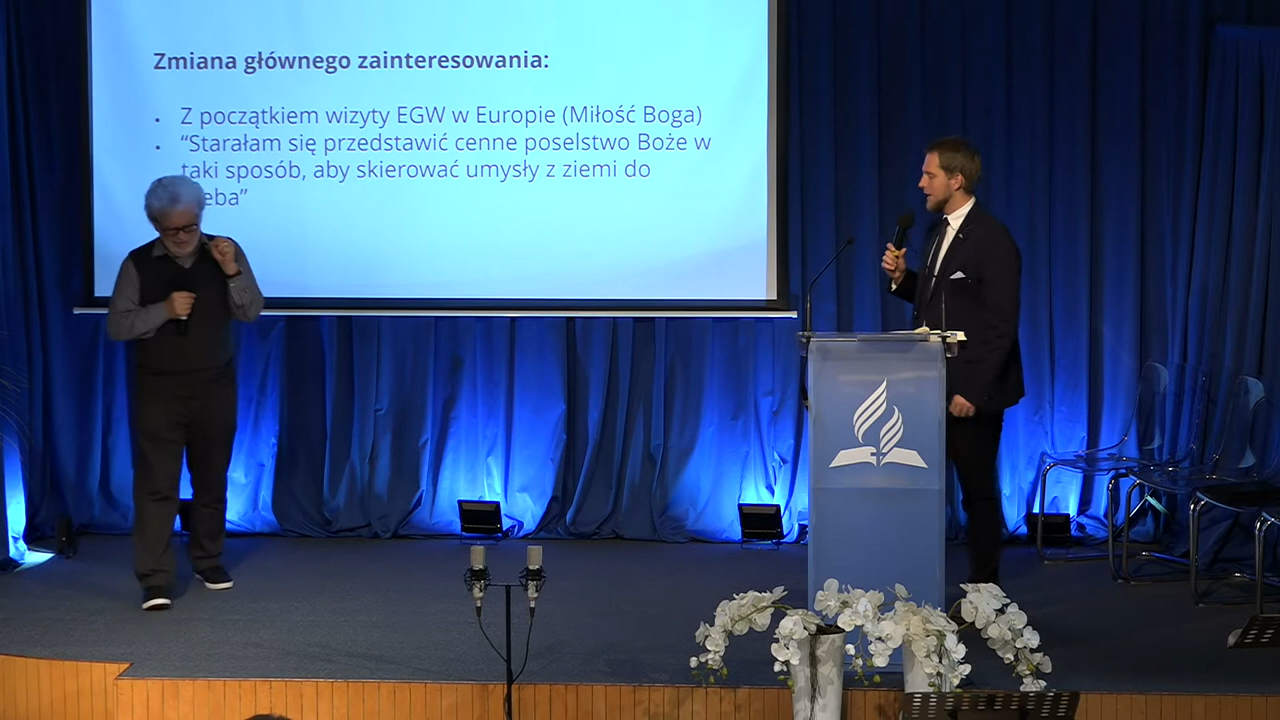 Zmiana głównego zainteresowania:
• Z początkiem wizyty EGW w Europie (Miłość Boga)
• “Starałam się przedstawić cenne poselstwo Boże w
taki sposób, aby skierować umysły z ziemi do
eba”